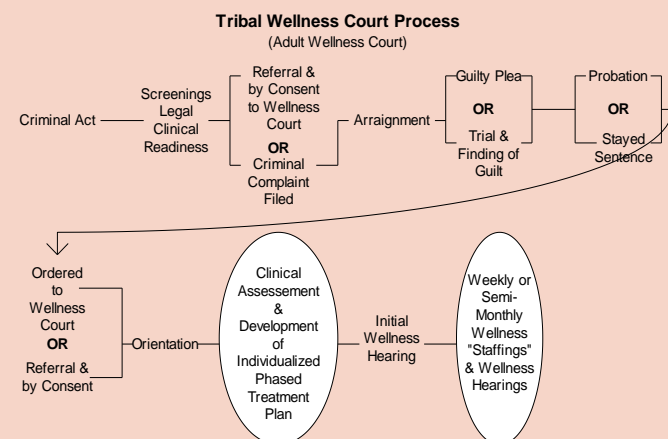 Tribal Wellness Court Process
(Adult Wellness Court)
Criminal Act
Screenings
Legal
Clinical
Readiness
Referral &
by Consent
to Wellness
Court
OR
Criminal
Complaint
Filed
Arraignment
Guilty Plea
OR
Trial &
Finding of
Guilt
Probation
OR
Stayed
Sentence
Ordered
to
Wellness
Court
OR
Referral &
by Consent
Orientation
Clinical
Assessement
&
Development
of
Individualized
Phased
Treatment
Plan
Initial
Wellness
Hearing
Weekly or
Semi-
Monthly
Wellness
"Staffings"
& Wellness
Hearings